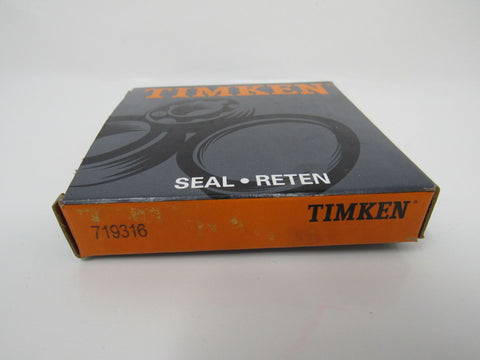 TIMKEN
SEAL • RETEN
TIMKEN
719316